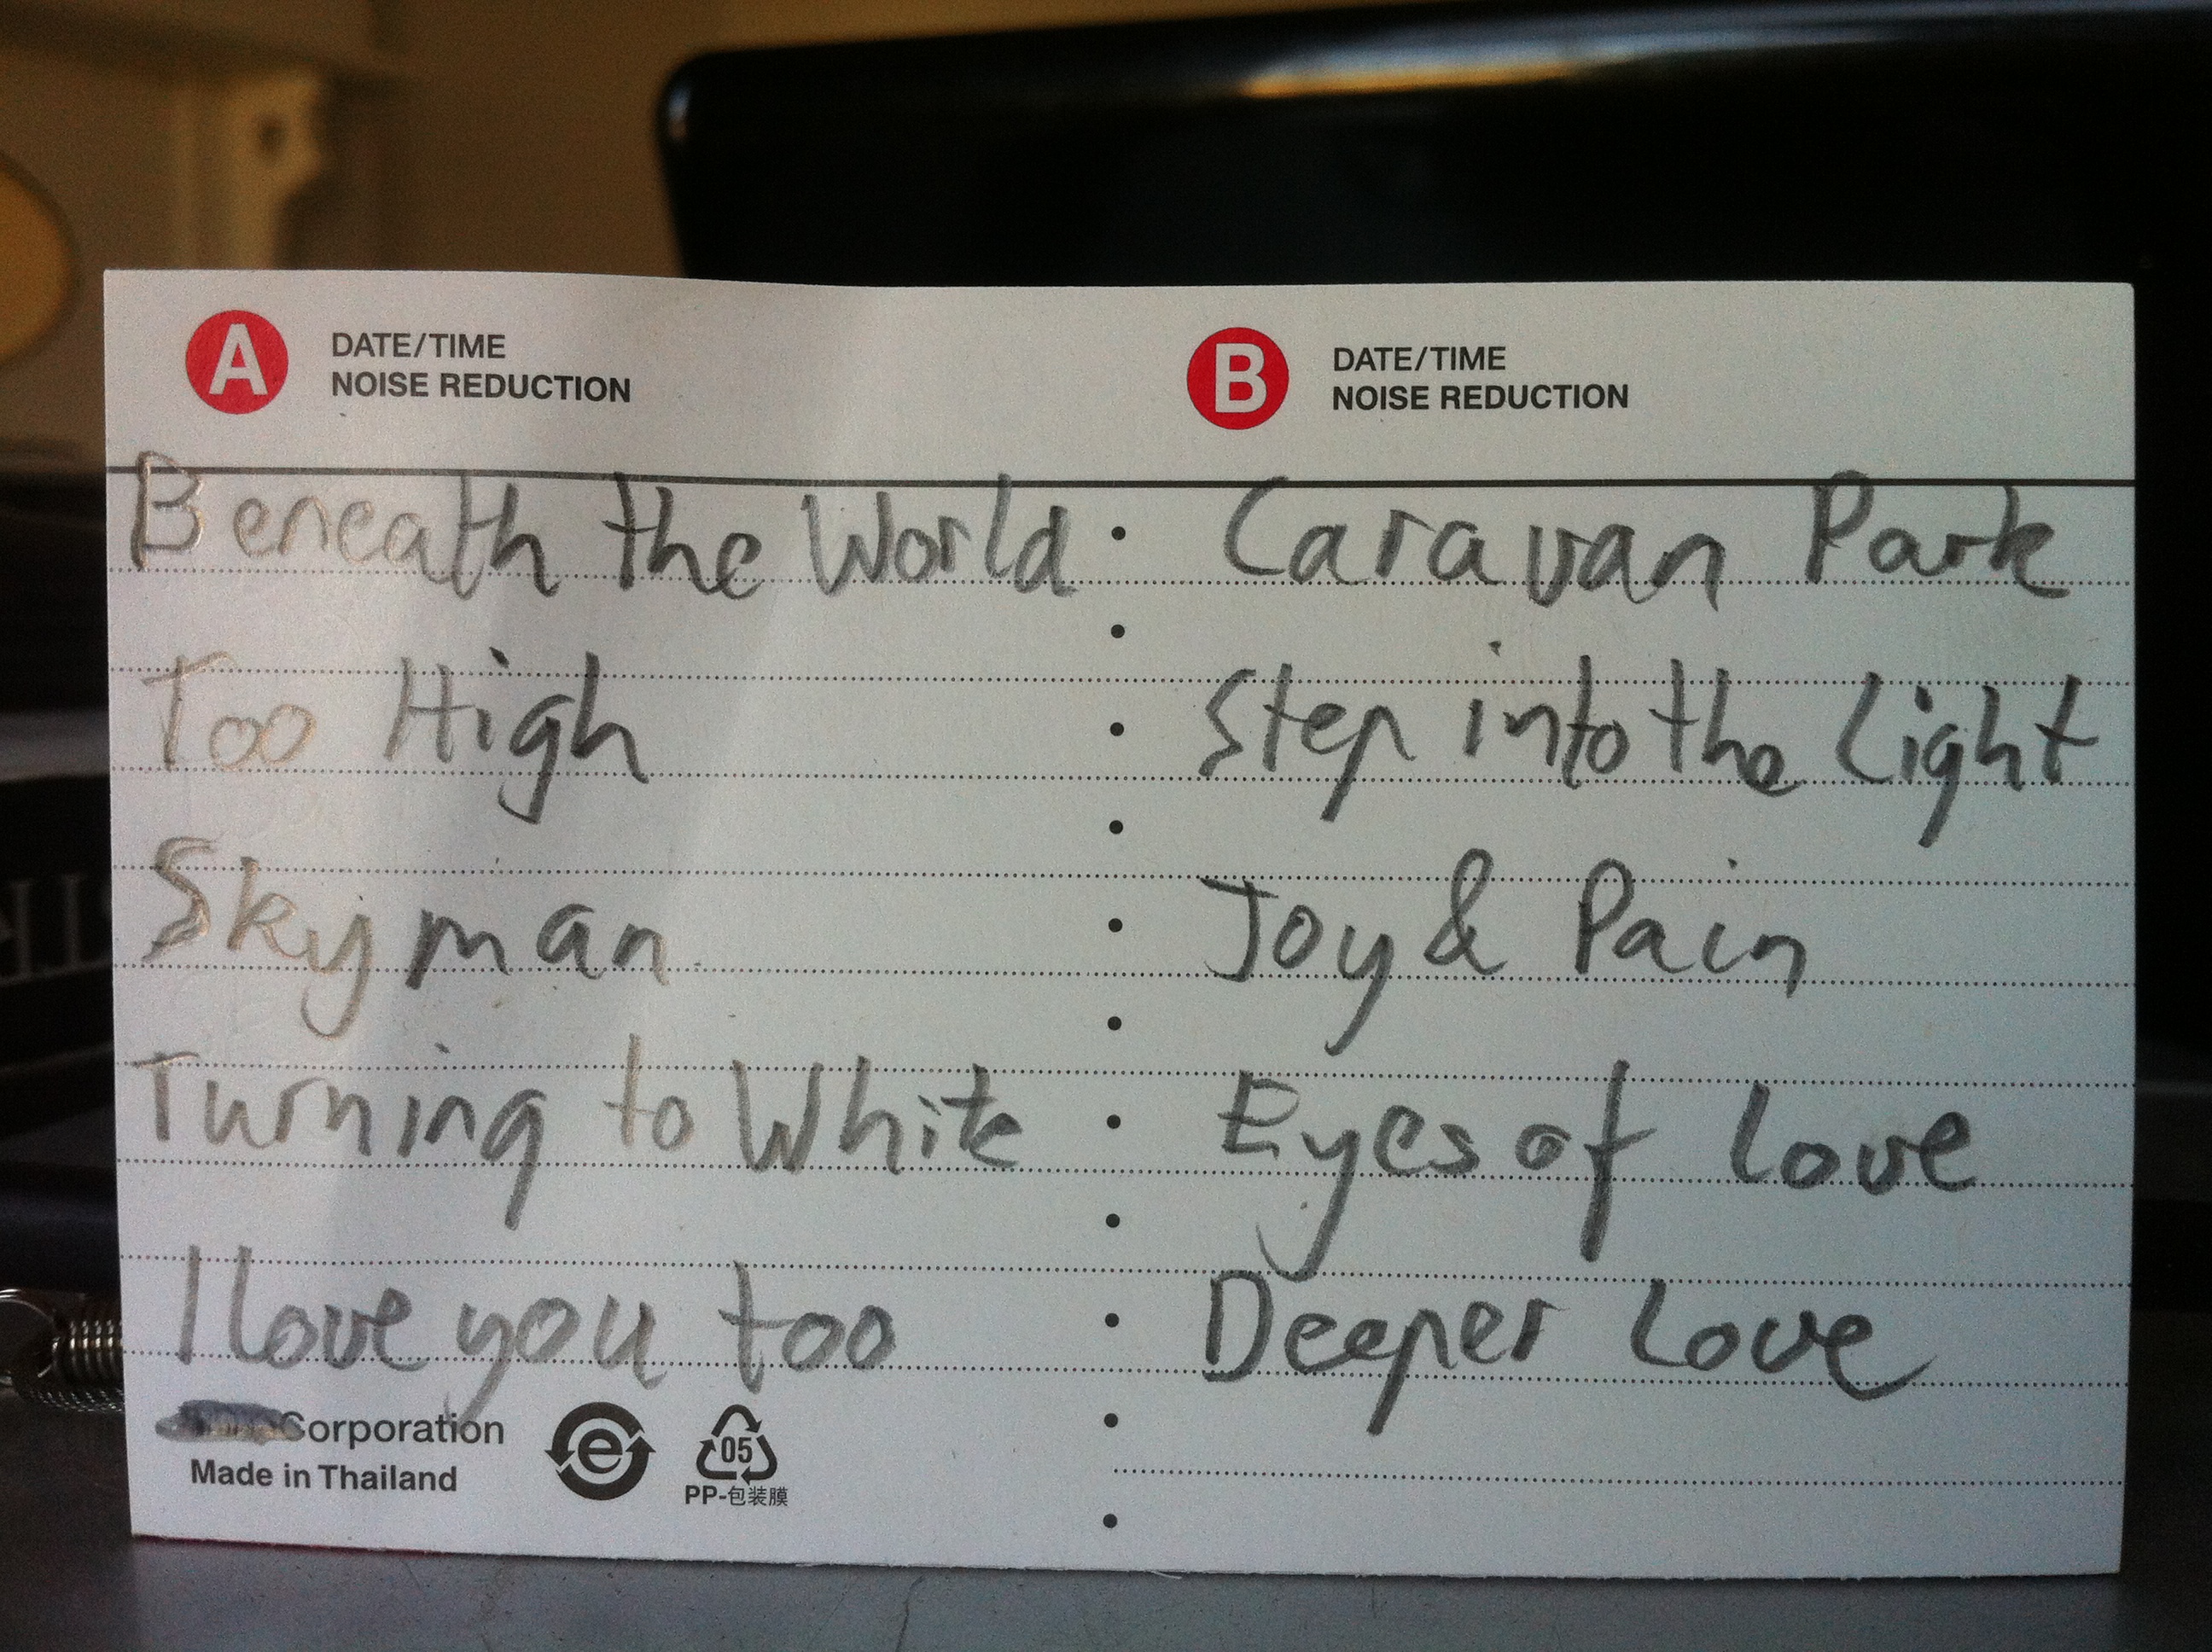 A DATE/TIME
NOISE REDUCTION
Beneath the World
Too High
Skyman
Turning to White
I love you too
Corporation
Made in Thailand
e
05
PP-包装膜
B DATE/TIME
NOISE REDUCTION
Caravan Park
Step into the Light
Joy & Pain
Eyes of Love
Deeper Love